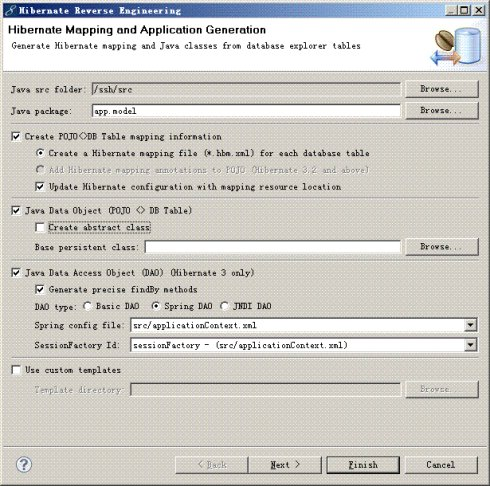 Hibernate Reverse Engineering
Hibernate Mapping and Application Generation
Generate Hibernate mapping and Java classes from database explorer tables
Java src folder: /ssh/src Browse...
Java package: app.model Browse...
Create POJO<>DB Table mapping information
Create a Hibernate mapping file (*.hbm.xml) for each database table
Add Hibernate mapping annotations to POJO (Hibernate 3.2 and above)
Update Hibernate configuration with mapping resource location
Java Data Object (POJO <> DB Table)
Create abstract class
Base persistent class: Browse...
Java Data Access Object (DAO) (Hibernate 3 only)
Generate precise findBy methods
DAO type: Basic DAO Spring DAO JNDI DAO
Spring config file: src/applicationContext.xml
SessionFactory Id: sessionFactory - (src/applicationContext.xml)
Use custom templates
Template directory: Browse...
? < Back Next > Finish Cancel